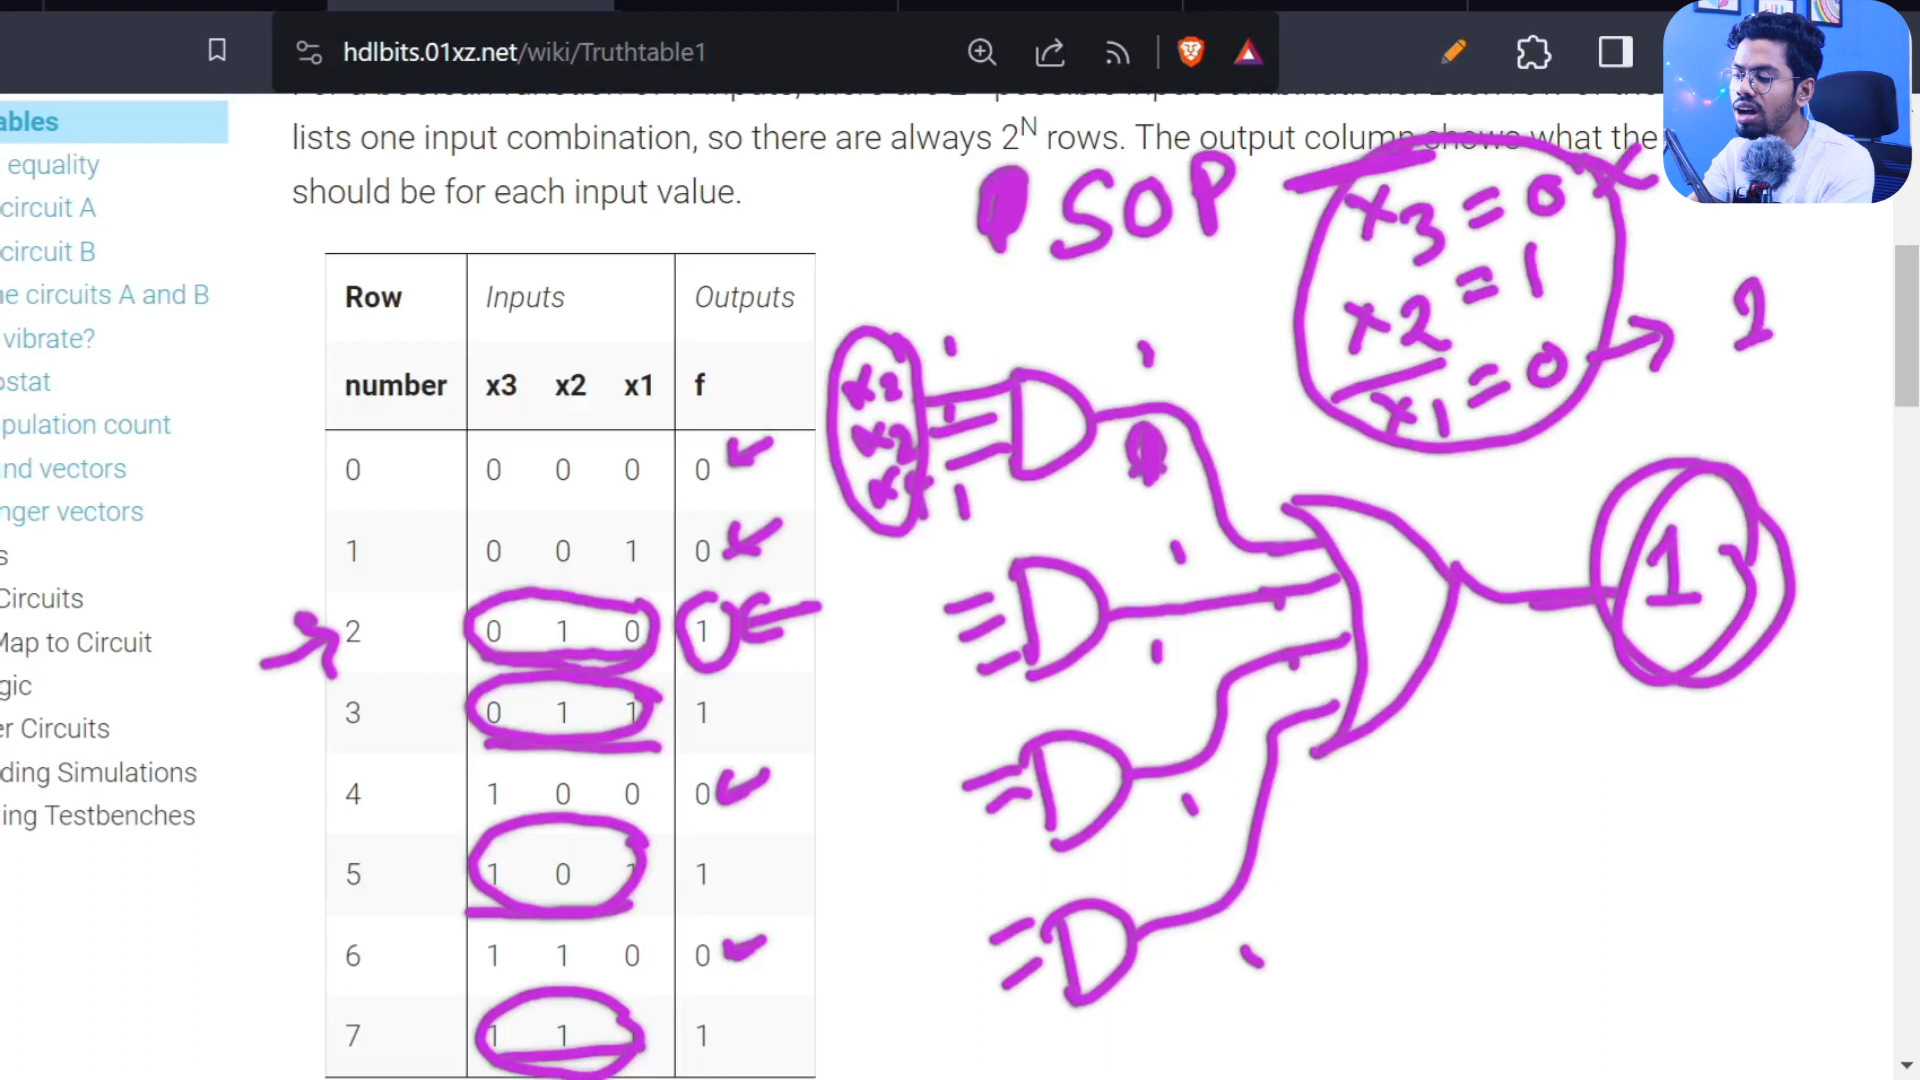 hdlbits.01xz.net/wiki/Truthtable1
ables
equality
circuit A
circuit B
ne circuits A and B
vibrate?
ostat
pulation count
nd vectors
nger vectors
s
Circuits
Map to Circuit
gic
er Circuits
ding Simulations
ing Testbenches
lists one input combination, so there are always 2^N rows. The output column shows what the
should be for each input value.
Row Inputs Outputs
number x3 x2 x1 f
0 0 0 0 0
1 0 0 1 0
2 0 1 0 1
3 0 1 1 1
4 1 0 0 0
5 1 0 1 1
6 1 1 0 0
7 1 1 1
SOP
x3 = 0
x2 = 1
x1 = 0
1
x2
1